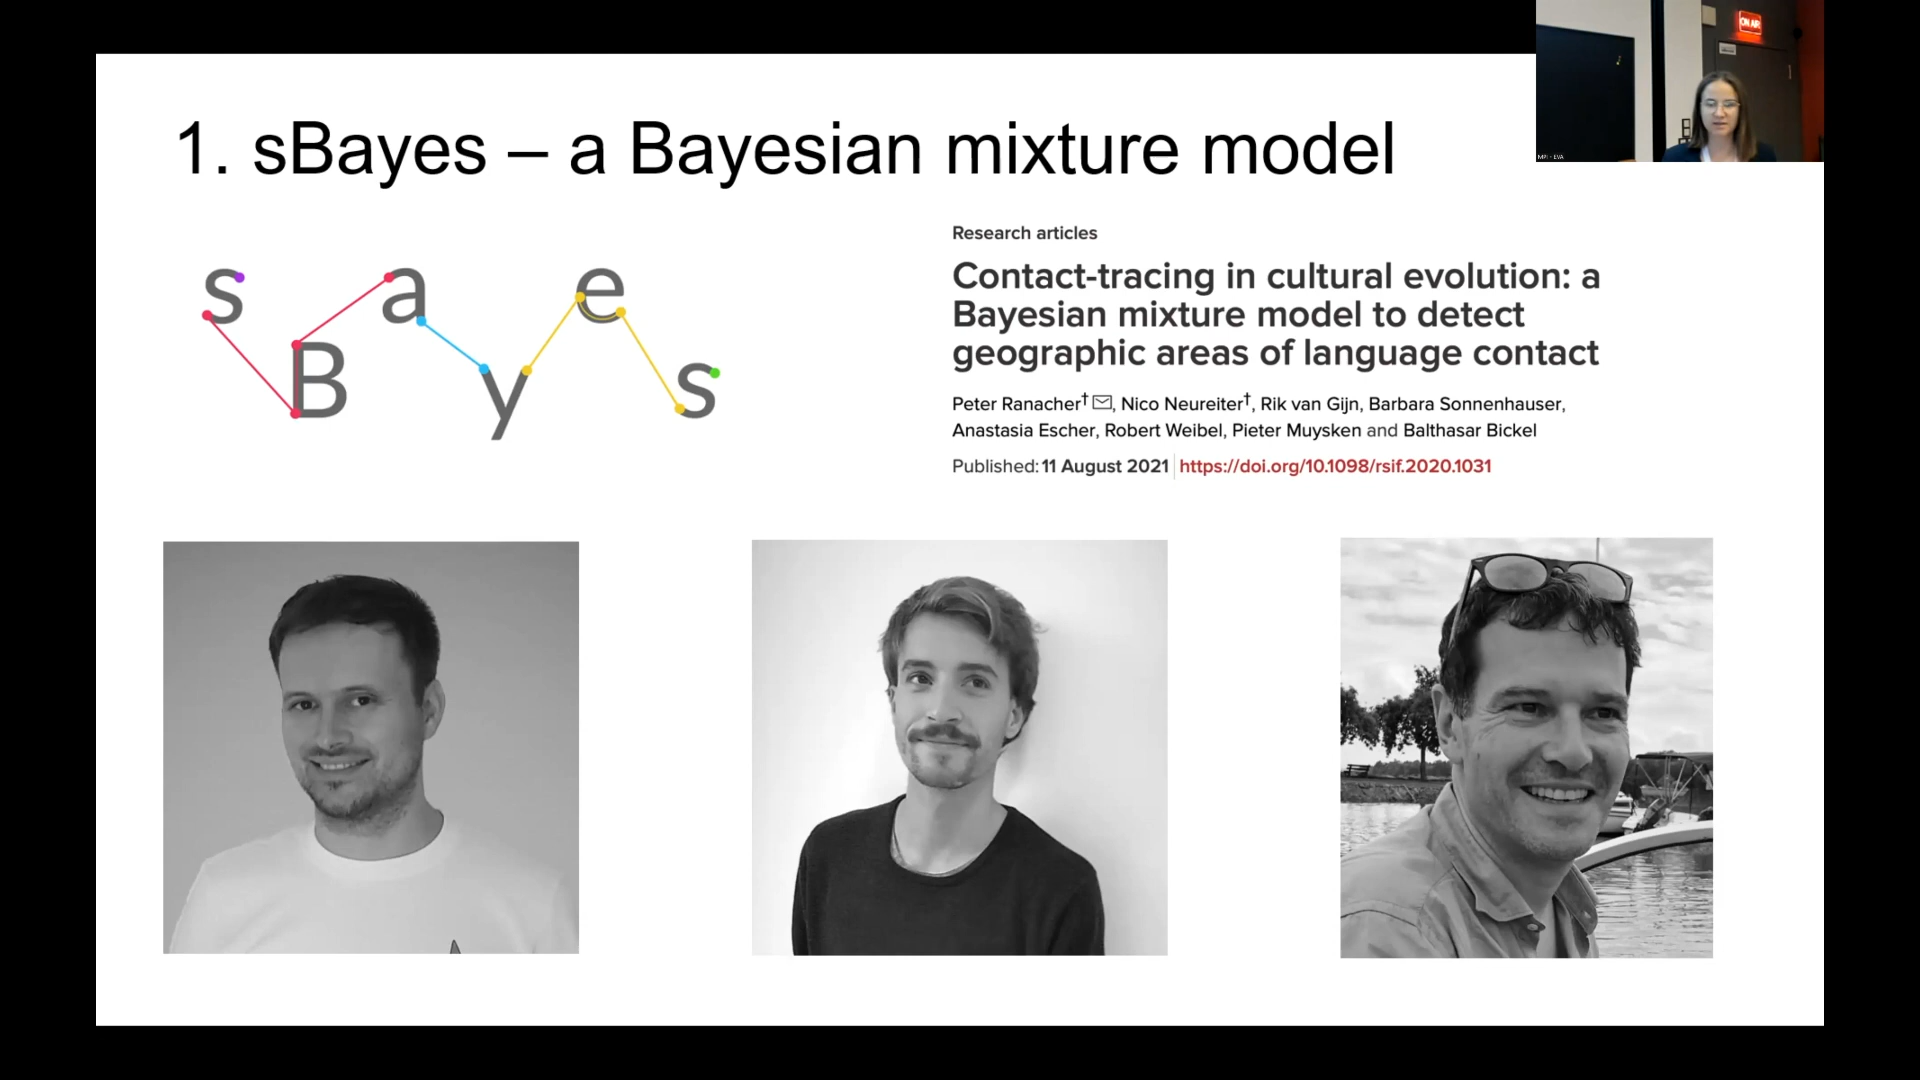 1. sBayes – a Bayesian mixture model
ON AIR
MPI - EVA
sBayes
Research articles
Contact-tracing in cultural evolution: a
Bayesian mixture model to detect
geographic areas of language contact
Peter Ranacher†, Nico Neureiter†, Rik van Gijn, Barbara Sonnenhauser,
Anastasia Escher, Robert Weibel, Pieter Muysken and Balthasar Bickel
Published: 11 August 2021 | https://doi.org/10.1098/rsif.2020.1031